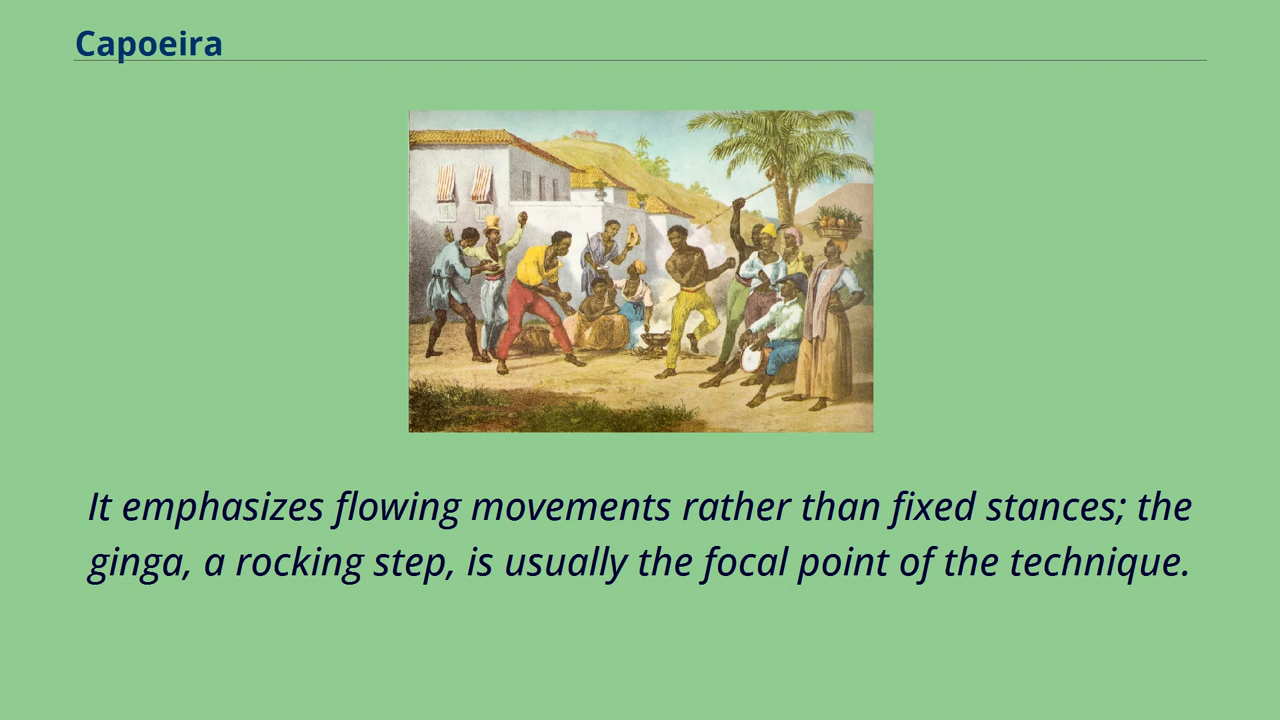 Capoeira
It emphasizes flowing movements rather than fixed stances; the
ginga, a rocking step, is usually the focal point of the technique.